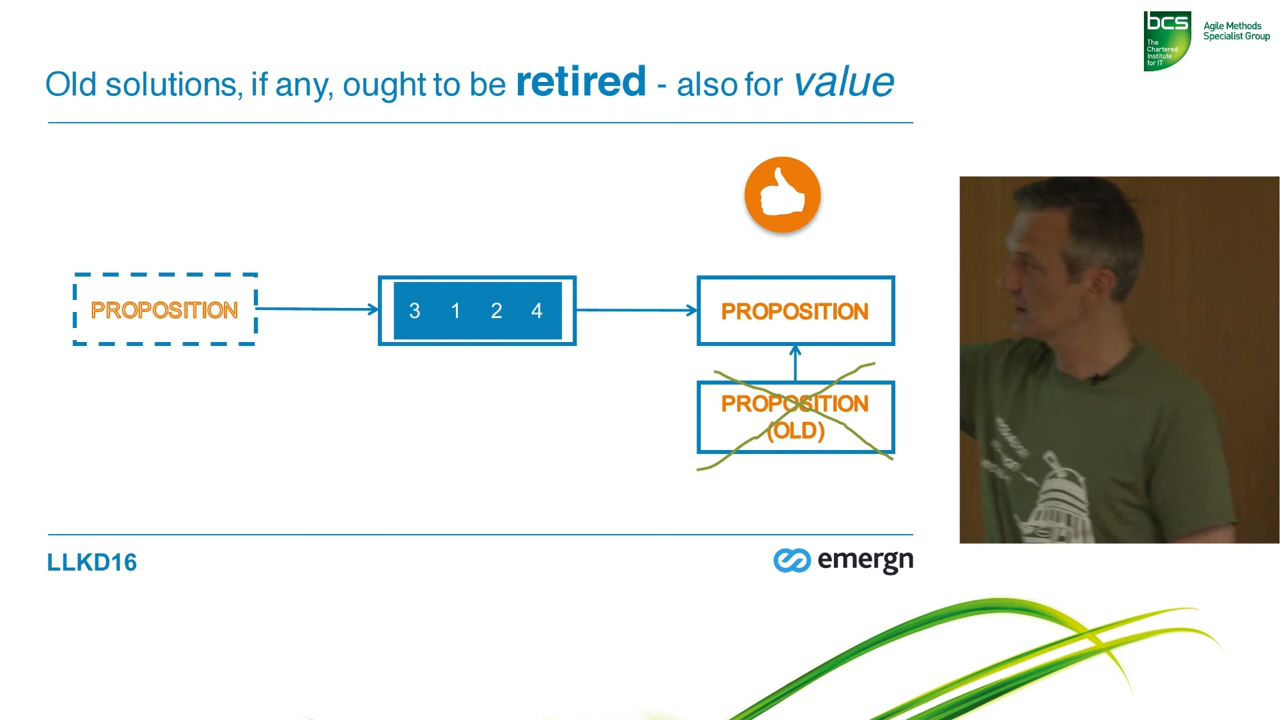 bcs
The
Chartered
Institute
for IT
Agile Methods
Specialist Group
Old solutions, if any, ought to be retired - also for value
PROPOSITION
3 1 2 4
PROPOSITION
PROPOSITION
(OLD)
LLKD16
emergn